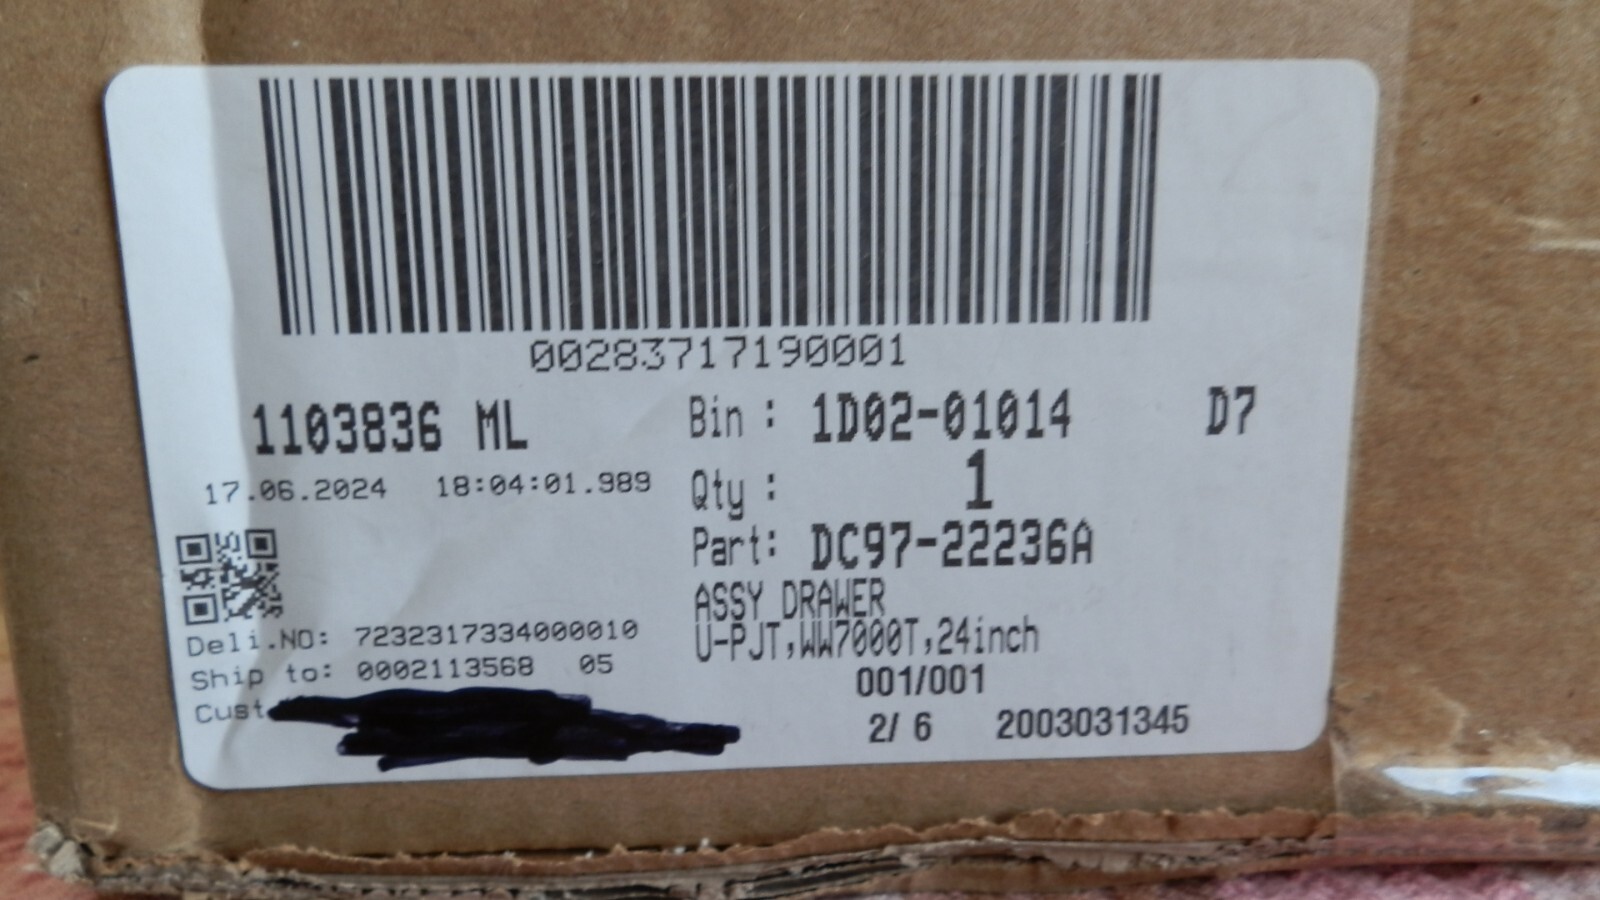 00283717190001
1103836 ML
17.06.2024 18:04:01.989
Deli.NO: 7232317334000010
Ship to: 0002113568 05
Cust
Bin : 1D02-01014 D7
Qty : 1
Part: DC97-22236A
ASSY DRAWER
U-PJT,WW7000T,24inch
001/001
2/ 6 2003031345